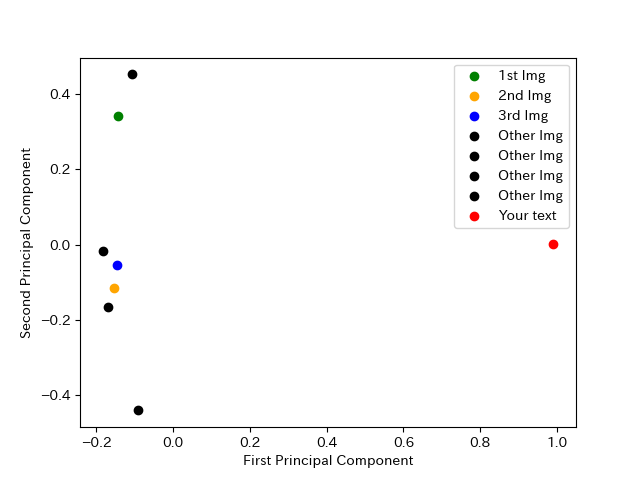 1st Img
2nd Img
3rd Img
Other Img
Other Img
Other Img
Other Img
Your text
0.4
0.2
0.0
−0.2
−0.4
Second Principal Component
−0.2 0.0 0.2 0.4 0.6 0.8 1.0
First Principal Component